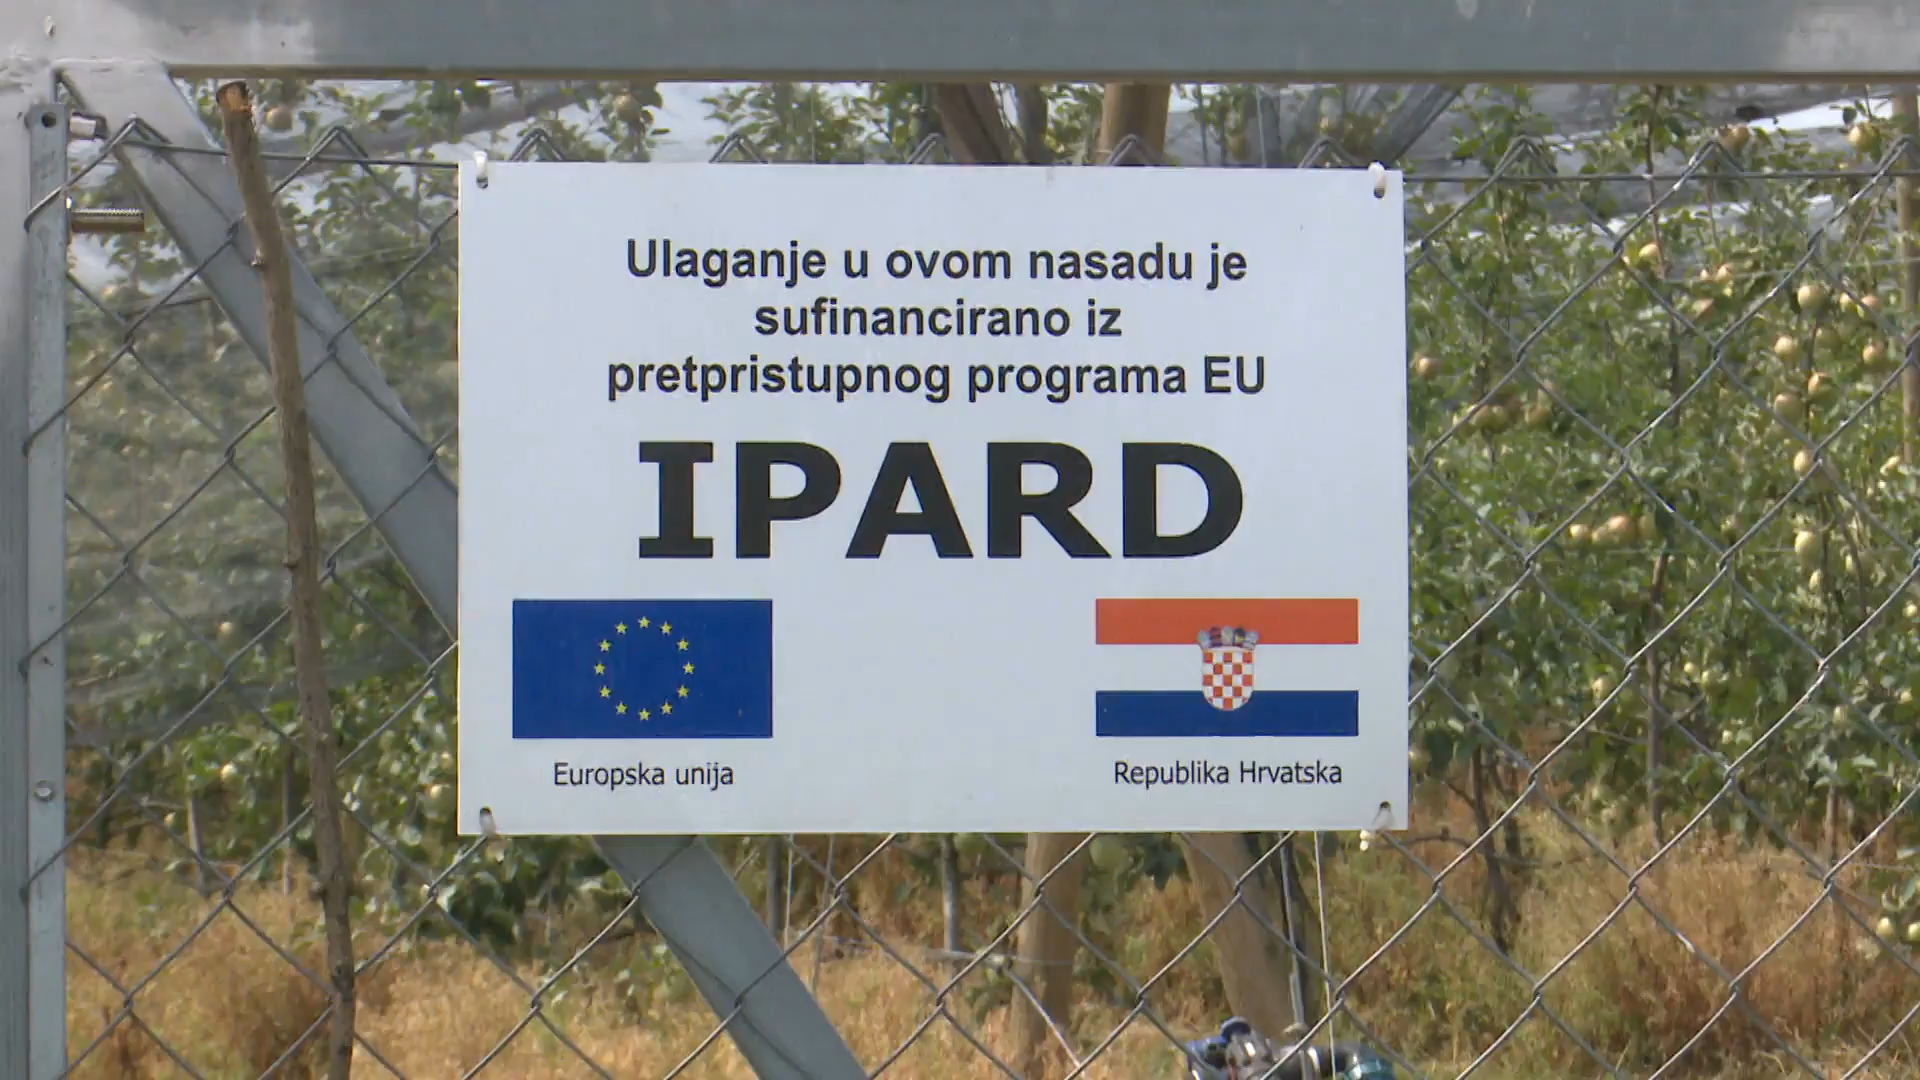 Ulaganje u ovom nasadu je
sufinancirano iz
pretpristupnog programa EU
IPARD
Europska unija
Republika Hrvatska